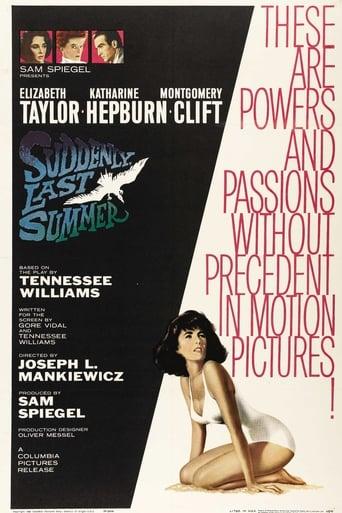 SAM SPIEGEL
PRESENTS
ELIZABETH KATHARINE MONTGOMERY
TAYLOR · HEPBURN · CLIFT
SUDDENLY,
LAST
SUMMER
BASED ON
THE PLAY BY
TENNESSEE
WILLIAMS
WRITTEN
FOR THE
SCREEN BY
GORE VIDAL
AND
TENNESSEE
WILLIAMS
DIRECTED BY
JOSEPH L.
MANKIEWICZ
PRODUCED BY
SAM
SPIEGEL
PRODUCTION DESIGNER
OLIVER MESSEL
A
COLUMBIA
PICTURES
RELEASE
THESE
ARE
POWERS
AND
PASSIONS
WITHOUT
PRECEDENT
IN MOTION
PICTURES
!